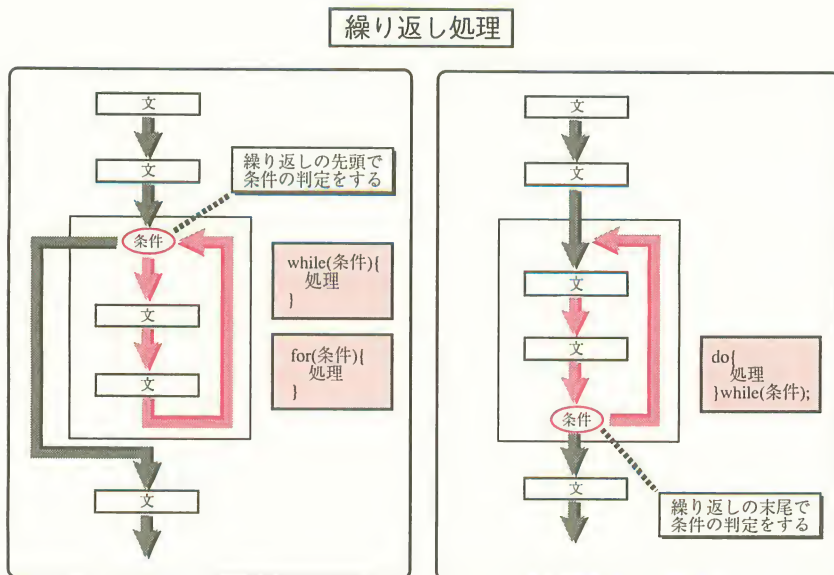 繰り返し処理
文
文
繰り返しの先頭で
条件の判定をする
条件
while(条件){
処理
}
文
for(条件){
処理
}
文
文
文
文
文
文
do{
処理
}while(条件);
条件
文
繰り返しの末尾で
条件の判定をする